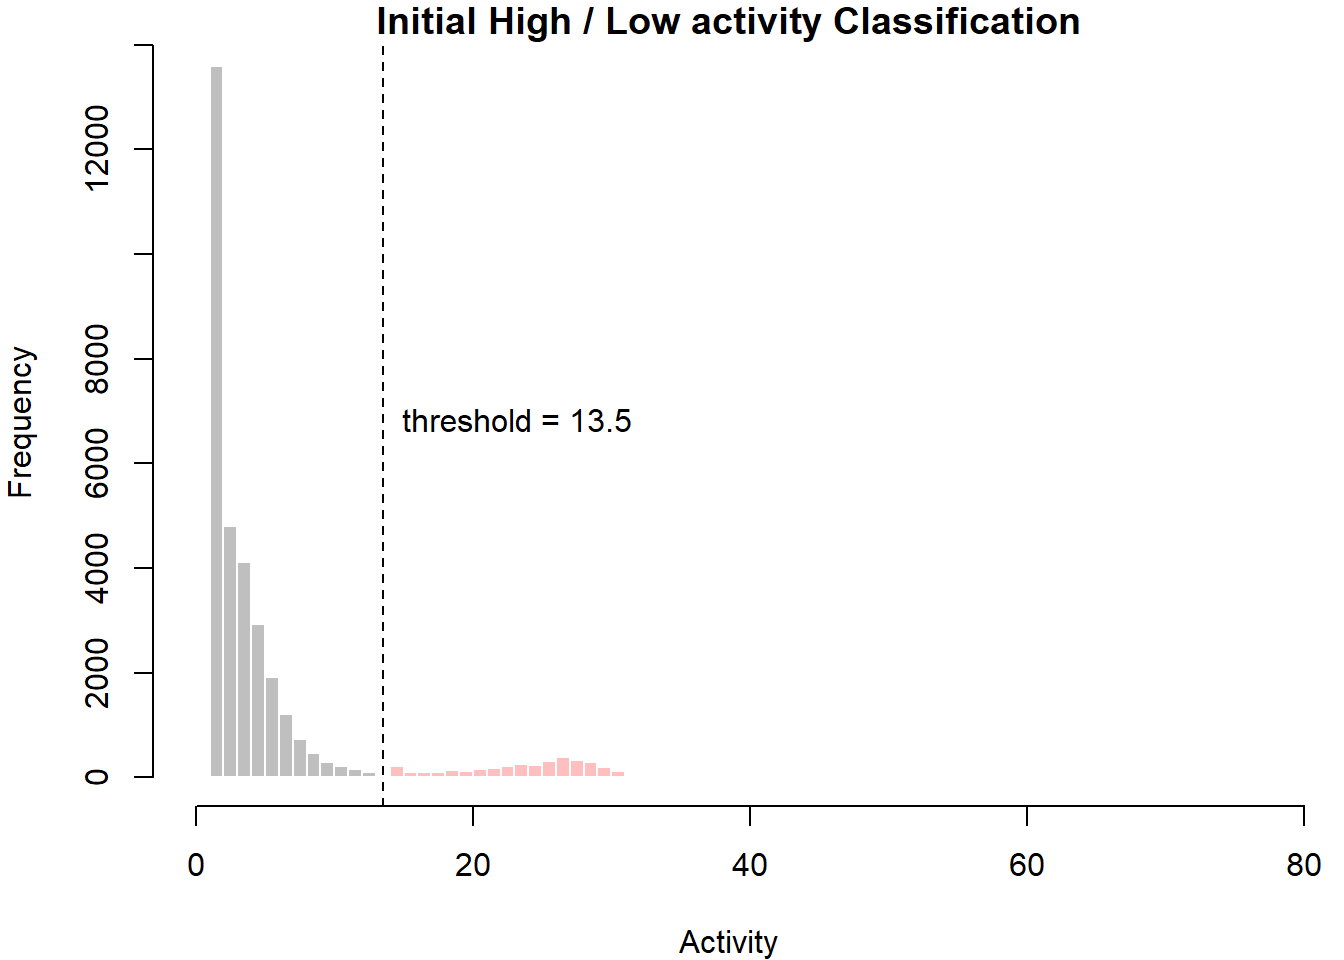 Initial High / Low activity Classification
Frequency
12000
8000
6000
4000
2000
0
threshold = 13.5
0 20 40 60 80
Activity